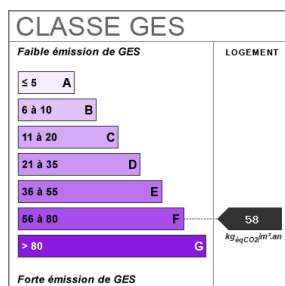 CLASSE GES
Faible émission de GES
LOGEMENT
≤ 5 A
6 à 10 B
11 à 20 C
21 à 35 D
36 à 55 E
56 à 80 F
58
kgéqCO2/m².an
> 80 G
Forte émission de GES